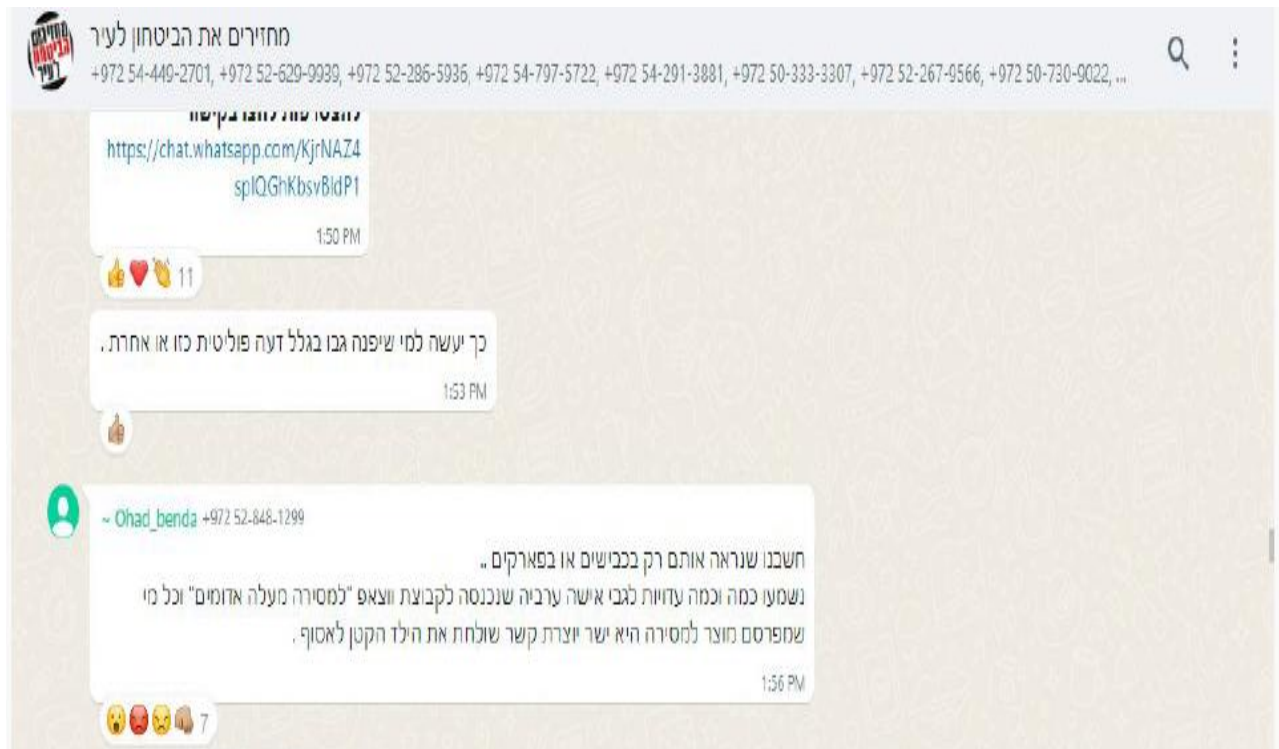 מחזירים
הביטחון
לעיר
מחזירים את הביטחון לעיר
+972 54-449-2701, +972 52-629-9939, +972 52-286-5936, +972 54-797-5722, +972 54-291-3881, +972 50-333-3307, +972 52-267-9566, +972 50-730-9022, ...
https://chat.whatsapp.com/KjrNAZ4
spIQGhKbsvBldP1
1:50 PM
11
כך יעשה למי שיפנה גבו בגלל דעה פוליטית כזו או אחרת .
1:53 PM
~ Ohad_benda +972 52-848-1299
חשבנו שנראה אותם רק בכבישים או בפארקים ..
נשמעו כמה וכמה עדויות לגבי אישה ערביה שנכנסה לקבוצת ווצאפ "למסירה מעלה אדומים" וכל מי
שמפרסם מוצר למסירה היא ישר יוצרת קשר שולחת את הילד הקטן לאסוף .
1:56 PM
7